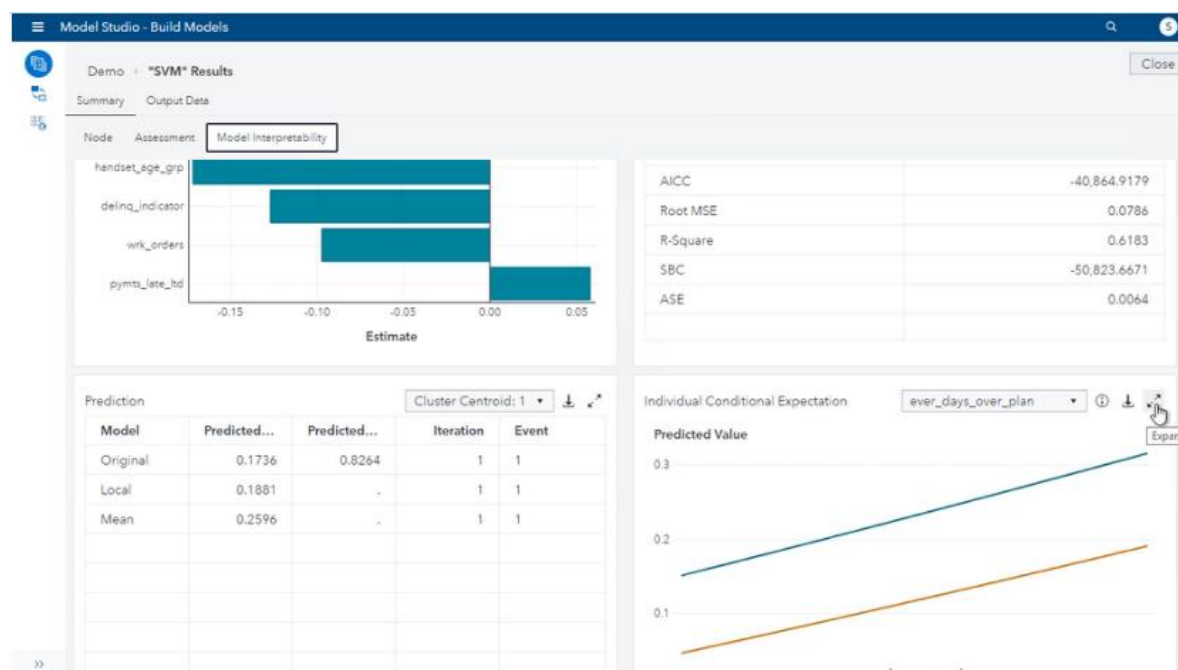 Model Studio - Build Models
S
Demo "SVM" Results
Close
Summary Output Data
Node Assessment Model Interpretability
handset_age_grp
delinq_indicator
wrk_orders
pymts_late_ltd
-0.15 -0.10 -0.05 0.00 0.05
Estimate
AICC -40,864.9179
Root MSE 0.0786
R-Square 0.6183
SBC -50,823.6671
ASE 0.0064
Prediction Cluster Centroid: 1
Model Predicted... Predicted... Iteration Event
Original 0.1736 0.8264 1 1
Local 0.1881 . 1 1
Mean 0.2596 . 1 1
Individual Conditional Expectation ever_days_over_plan
Expan
Predicted Value
0.3
0.2
0.1